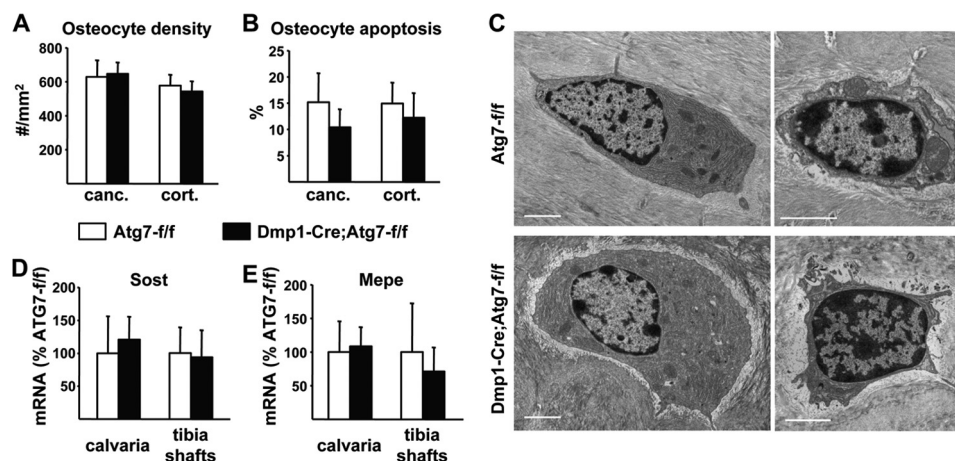 A
Osteocyte density
#/mm2
800
600
400
200
canc.
cort.
B
Osteocyte apoptosis
%
25
20
15
10
5
canc.
cort.
Atg7-f/f
Dmp1-Cre;Atg7-f/f
C
Atg7-f/f
Dmp1-Cre;Atg7-f/f
D
Sost
mRNA (% ATG7-f/f)
200
150
100
50
calvaria
tibia
shafts
E
Mepe
mRNA (% ATG7-f/f)
200
150
100
50
calvaria
tibia
shafts